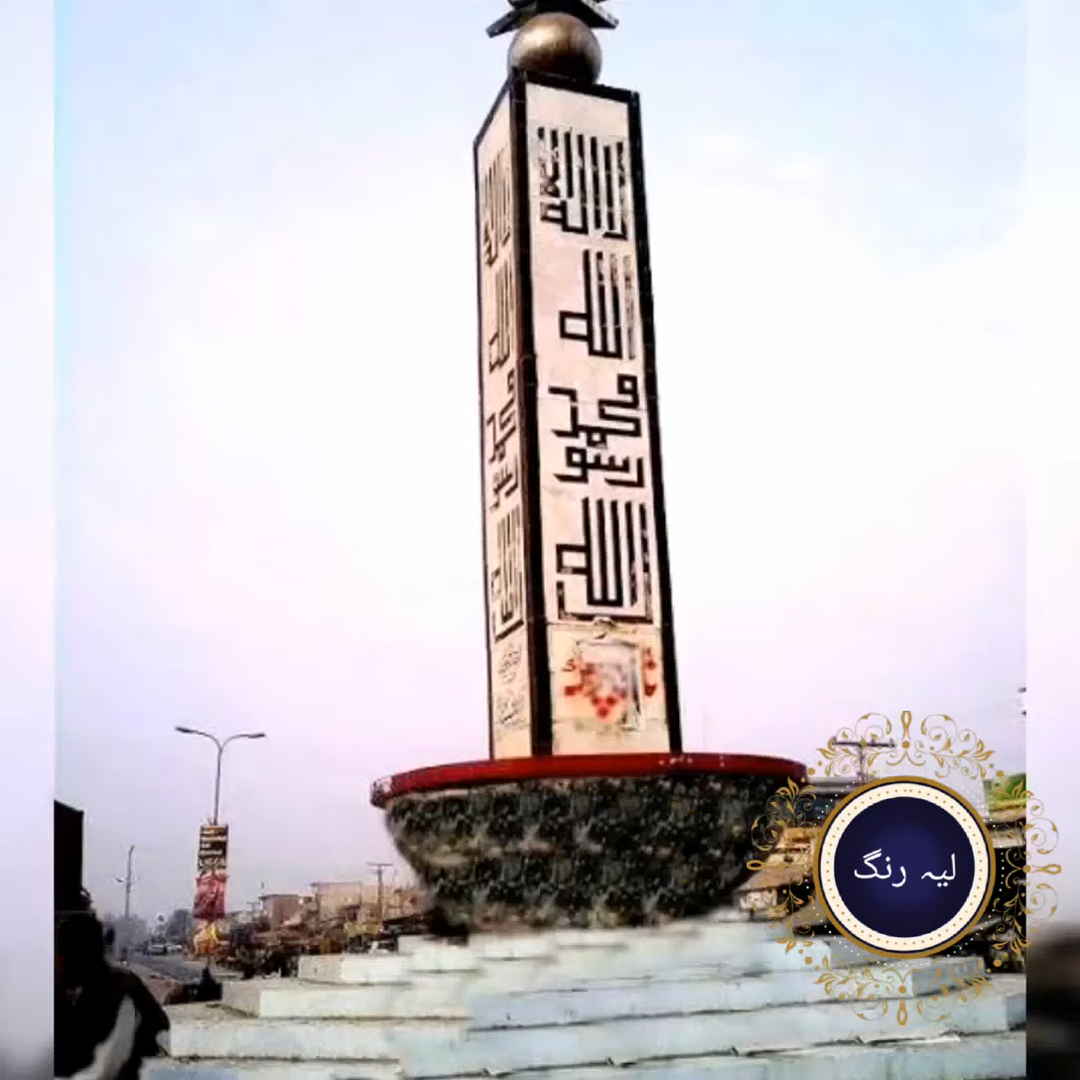 لا الہ الا
اللہ
محمد
رسول
اللہ
لیہ رنگ